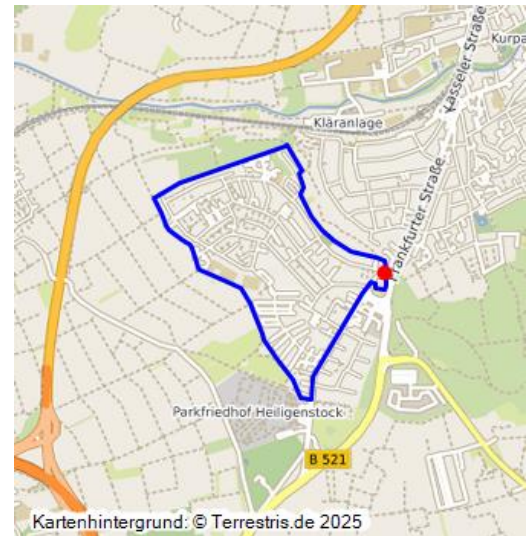 Kurpa
Kasseler Straße
Kläranlage
Frankfurter Straße
Parkfriedhof Heiligenstock
B 521
Kartenhintergrund: © Terrestris.de 2025